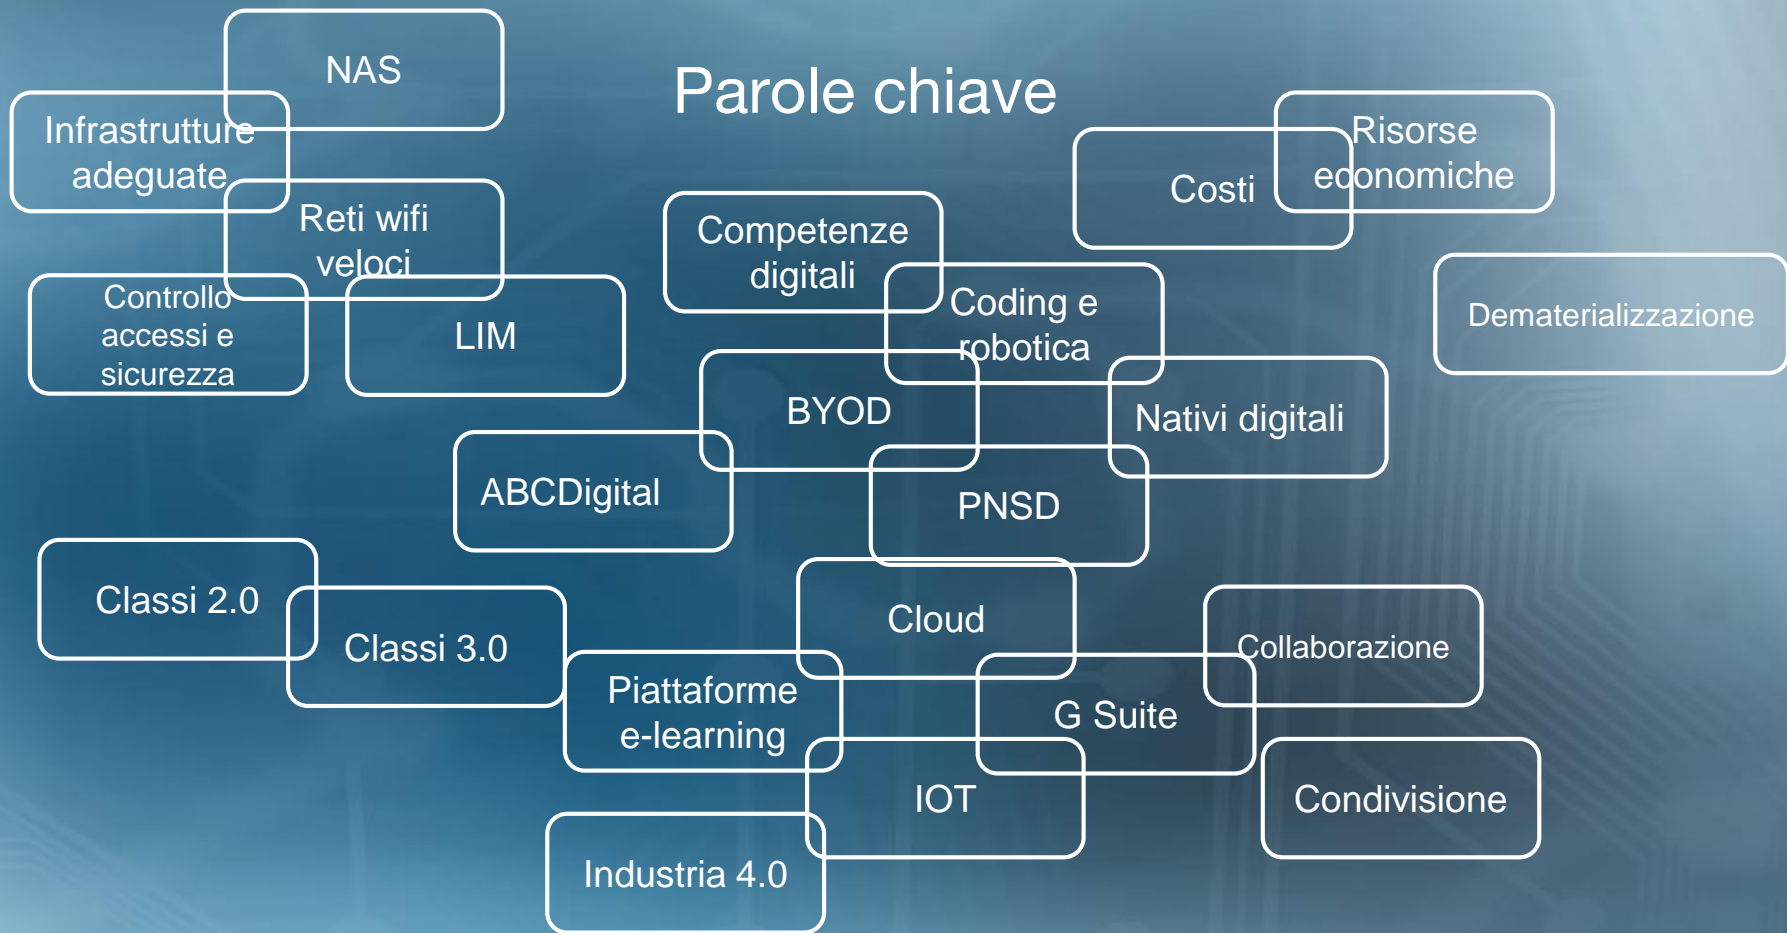 Parole chiave
NAS
Infrastrutture
adeguate
Reti wifi
veloci
Controllo
accessi e
sicurezza
LIM
Competenze
digitali
Coding e
robotica
Costi
Risorse
economiche
Dematerializzazione
BYOD
Nativi digitali
ABCDigital
PNSD
Classi 2.0
Classi 3.0
Cloud
Collaborazione
Piattaforme
e-learning
G Suite
IOT
Condivisione
Industria 4.0